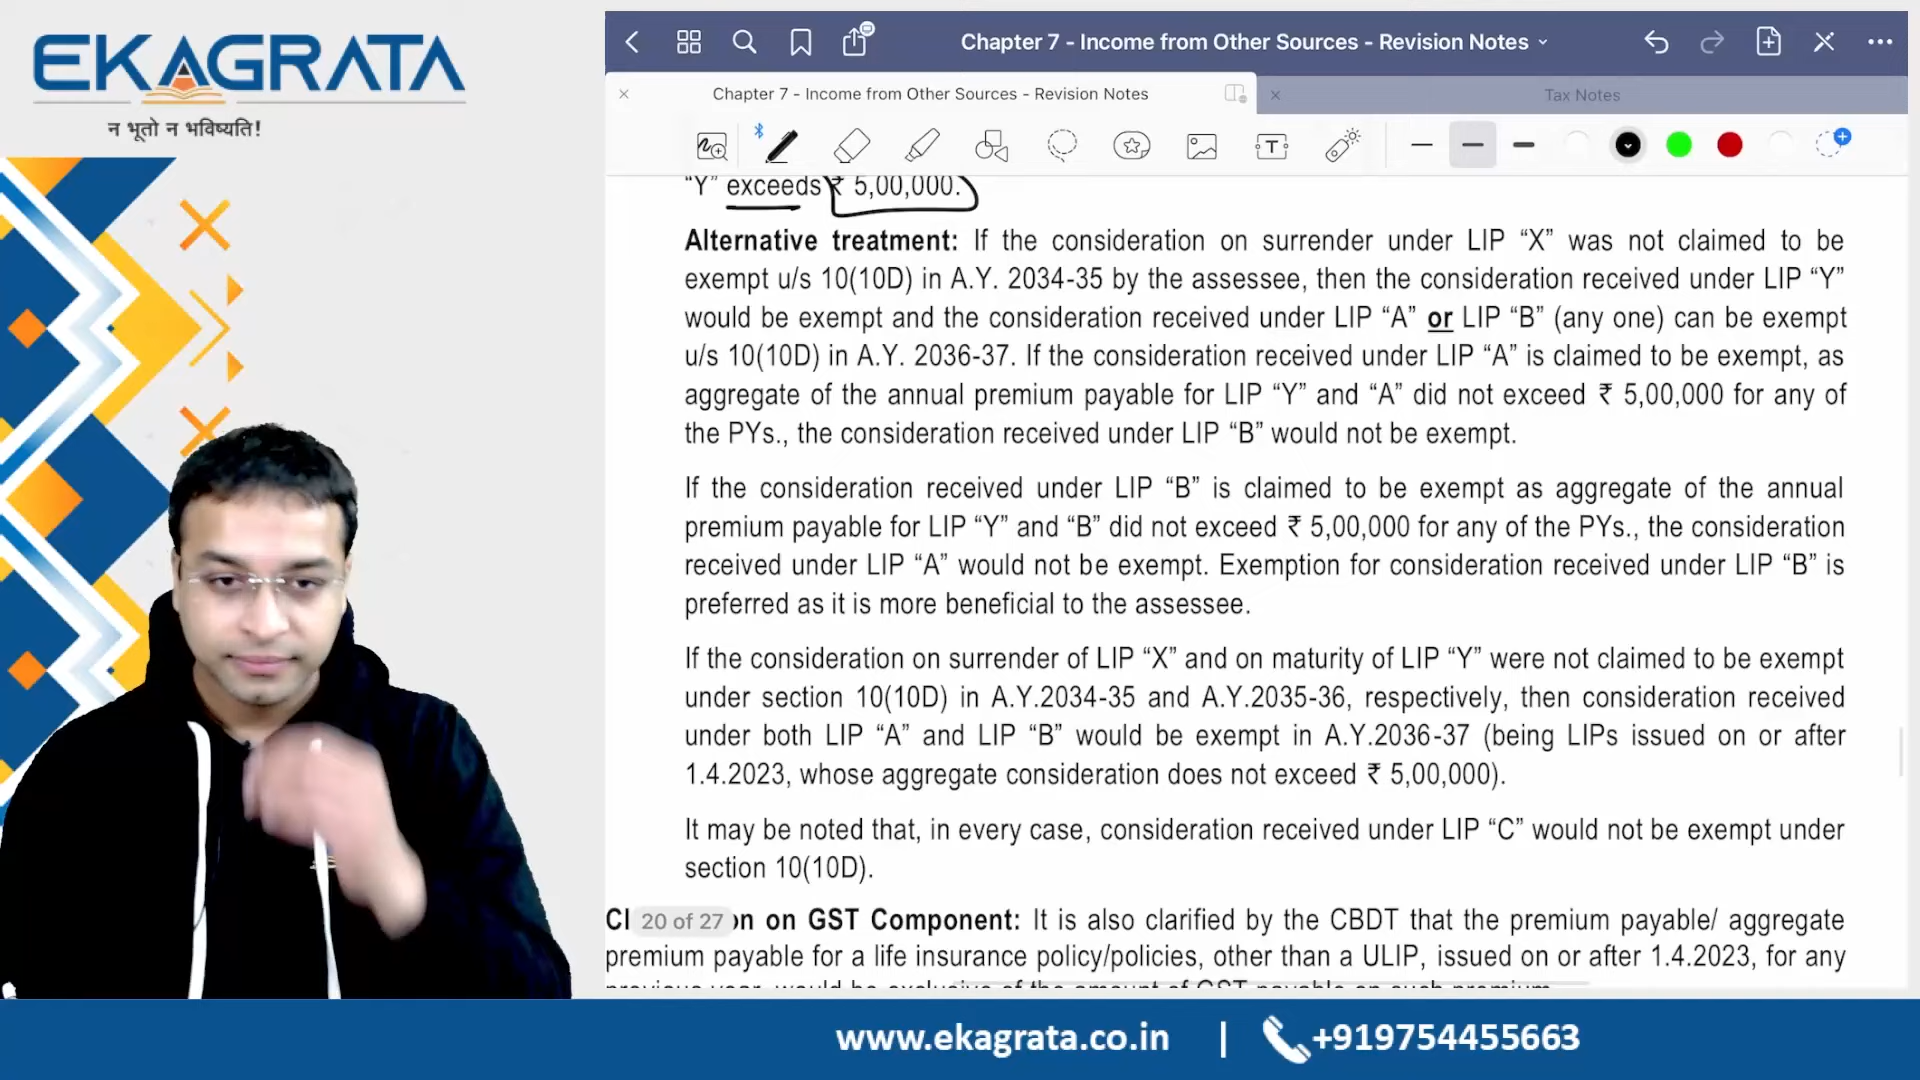 EKAGRATA
न भूतो न भविष्यति!
Chapter 7 - Income from Other Sources - Revision Notes
Chapter 7 - Income from Other Sources - Revision Notes
Tax Notes
“Y” exceeds ₹ 5,00,000.
Alternative treatment: If the consideration on surrender under LIP “X” was not claimed to be
exempt u/s 10(10D) in A.Y. 2034-35 by the assessee, then the consideration received under LIP “Y”
would be exempt and the consideration received under LIP “A” or LIP “B” (any one) can be exempt
u/s 10(10D) in A.Y. 2036-37. If the consideration received under LIP “A” is claimed to be exempt, as
aggregate of the annual premium payable for LIP “Y” and “A” did not exceed ₹ 5,00,000 for any of
the PYs., the consideration received under LIP “B” would not be exempt.
If the consideration received under LIP “B” is claimed to be exempt as aggregate of the annual
premium payable for LIP “Y” and “B” did not exceed ₹ 5,00,000 for any of the PYs., the consideration
received under LIP “A” would not be exempt. Exemption for consideration received under LIP “B” is
preferred as it is more beneficial to the assessee.
If the consideration on surrender of LIP “X” and on maturity of LIP “Y” were not claimed to be exempt
under section 10(10D) in A.Y.2034-35 and A.Y.2035-36, respectively, then consideration received
under both LIP “A” and LIP “B” would be exempt in A.Y.2036-37 (being LIPs issued on or after
1.4.2023, whose aggregate consideration does not exceed ₹ 5,00,000).
It may be noted that, in every case, consideration received under LIP “C” would not be exempt under
section 10(10D).
20 of 27
on GST Component: It is also clarified by the CBDT that the premium payable/ aggregate
premium payable for a life insurance policy/policies, other than a ULIP, issued on or after 1.4.2023, for any
previous year, would be exclusive of the amount of GST payable on such premium.
www.ekagrata.co.in | +919754455663